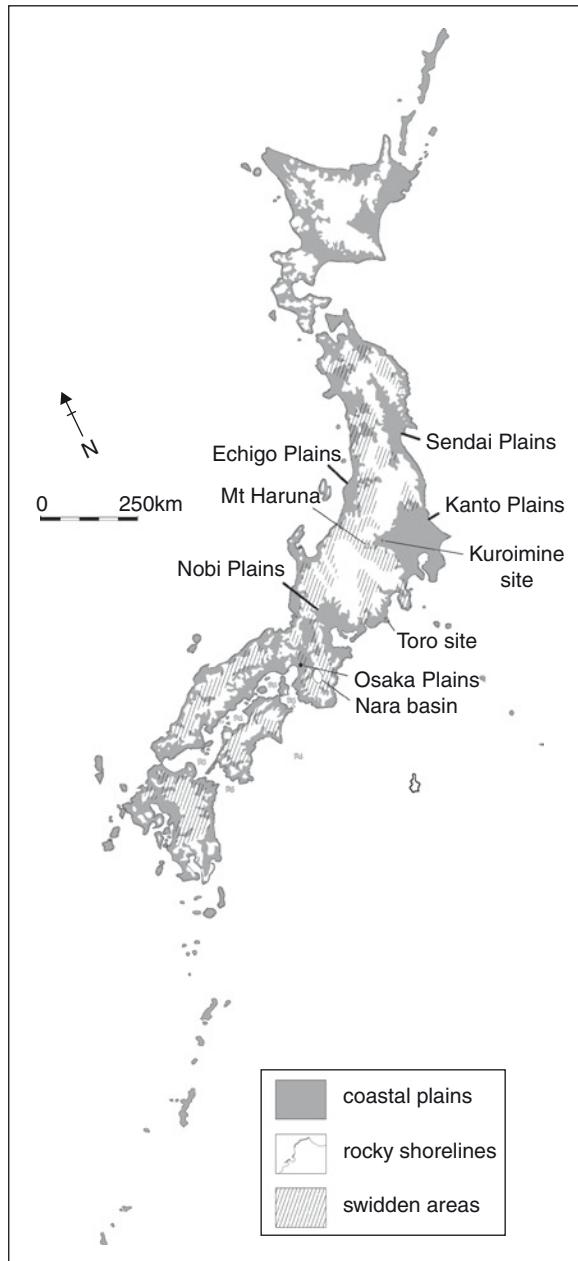 Sendai Plains
Echigo Plains
Mt Haruna
Kanto Plains
N
0 250km
Kuroimine
site
Nobi Plains
Toro site
Osaka Plains
Nara basin
coastal plains
rocky shorelines
swidden areas